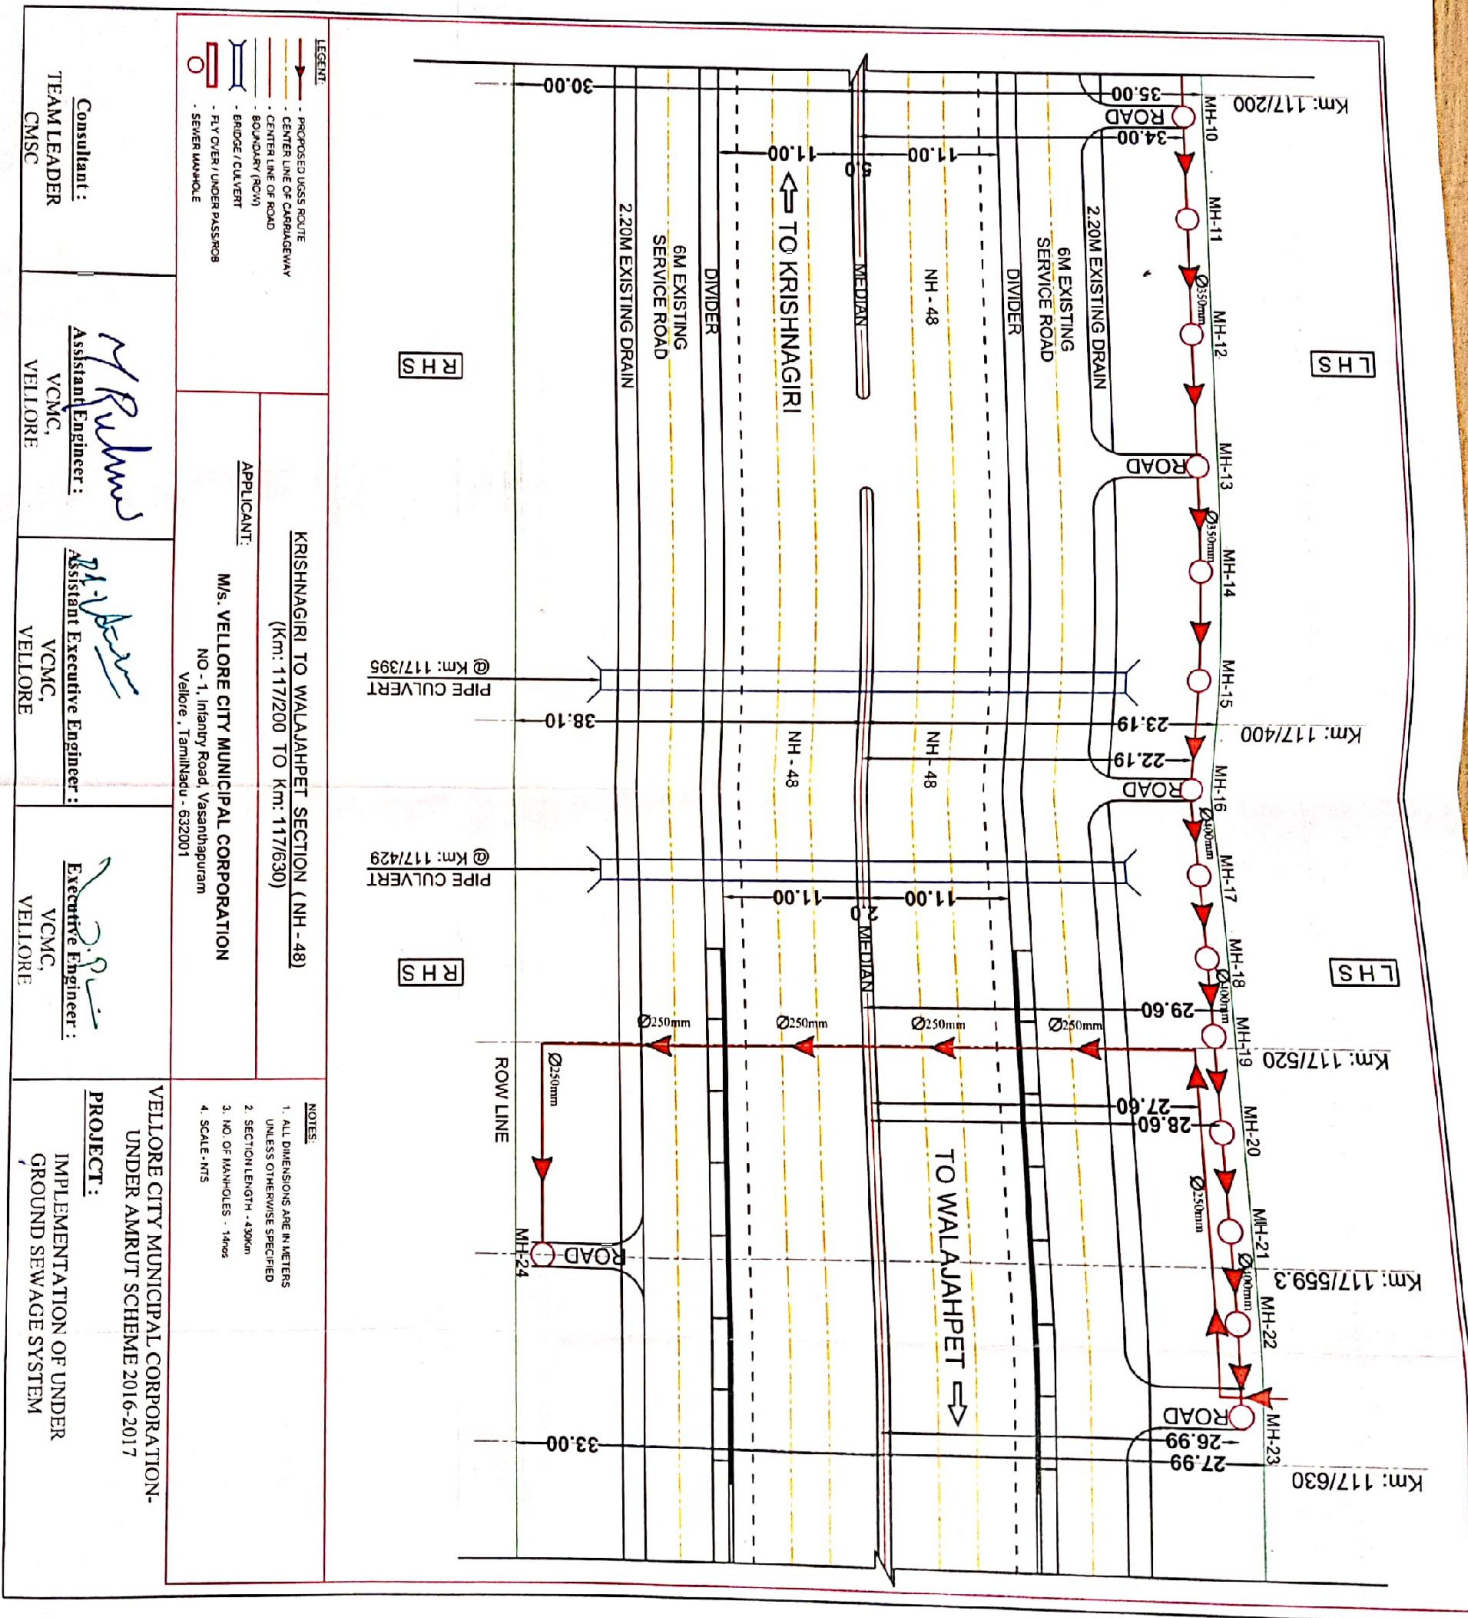 Km: 117/200
Km: 117/400
Km: 117/520
Km: 117/559.3
Km: 117/630
LHS
LHS
MH-10
MH-11
MH-12
MH-13
MH-14
MH-15
MH-16
MH-17
MH-18
MH-19
MH-20
MH-21
MH-22
MH-23
Ø350mm
Ø350mm
Ø400mm
Ø400mm
Ø400mm
Ø250mm
35.00
34.00
23.19
22.19
29.60
27.60
28.60
26.99
27.99
ROAD
ROAD
ROAD
ROAD
2.20M EXISTING DRAIN
6M EXISTING
SERVICE ROAD
DIVIDER
NH - 48
NH - 48
TO WALAJAHPET
11.00
11.00
5.0
2.0
MEDIAN
MEDIAN
11.00
11.00
TO KRISHNAGIRI
NH - 48
DIVIDER
6M EXISTING
SERVICE ROAD
2.20M EXISTING DRAIN
Ø250mm
Ø250mm
Ø250mm
Ø250mm
Ø250mm
30.00
38.10
33.00
ROAD
MH-24
ROW LINE
PIPE CULVERT
@ Km: 117/395
PIPE CULVERT
@ Km: 117/429
RHS
RHS
LEGENT:
- PROPOSED UGSS ROUTE
- CENTER LINE OF CARRIAGEWAY
- CENTER LINE OF ROAD
- BOUNDARY (ROW)
- BRIDGE / CULVERT
- FLY OVER / UNDER PASS/ROB
- SEWER MANHOLE
KRISHNAGIRI TO WALAJAHPET SECTION ( NH - 48)
(Km: 117/200 TO Km: 117/630)
APPLICANT:
M/s. VELLORE CITY MUNICIPAL CORPORATION
NO - 1, Infantry Road, Vasanthapuram
Vellore , TamilNadu - 632001
NOTES:
1. ALL DIMENSIONS ARE IN METERS
UNLESS OTHERWISE SPECIFIED
2. SECTION LENGTH - 430Km
3. NO. OF MANHOLES - 14nos
4. SCALE - NTS
Consultant :
TEAM LEADER
CMSC
Assistant Engineer :
VCMC,
VELLORE
Assistant Executive Engineer :
VCMC,
VELLORE
Executive Engineer :
VCMC,
VELLORE
VELLORE CITY MUNICIPAL CORPORATION-
UNDER AMRUT SCHEME 2016-2017
PROJECT :
IMPLEMENTATION OF UNDER
GROUND SEWAGE SYSTEM